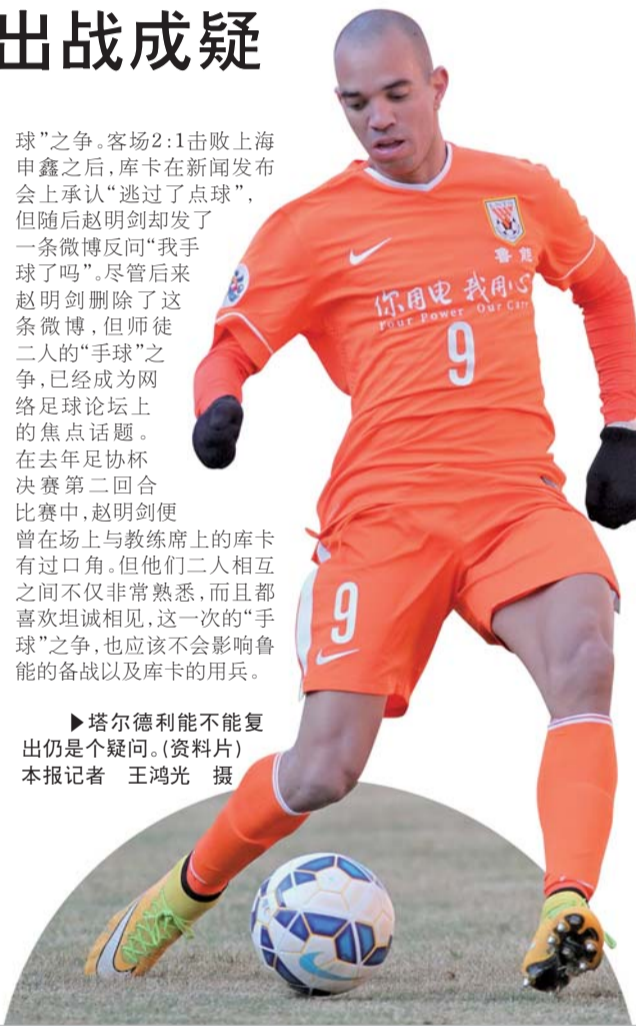 出战成疑
球”之争。客场2:1击败上海
申鑫之后,库卡在新闻发布
会上承认“逃过了点球”,
但随后赵明剑却发了
一条微博反问“我手
球了吗”。尽管后来
赵明剑删除了这
条微博,但师徒
二人的“手球”之
争,已经成为网
络足球论坛上
的焦点话题。
在去年足协杯
决赛第二回合
比赛中,赵明剑便
曾在场上与教练席上的库卡
有过口角。但他们二人相互
之间不仅非常熟悉,而且都
喜欢坦诚相见,这一次的“手
球”之争,也应该不会影响鲁
能的备战以及库卡的用兵。
▶塔尔德利能不能复
出仍是个疑问。(资料片)
本报记者 王鸿光 摄
鲁能
你用电 我用心
Your Power Our Care
9
9